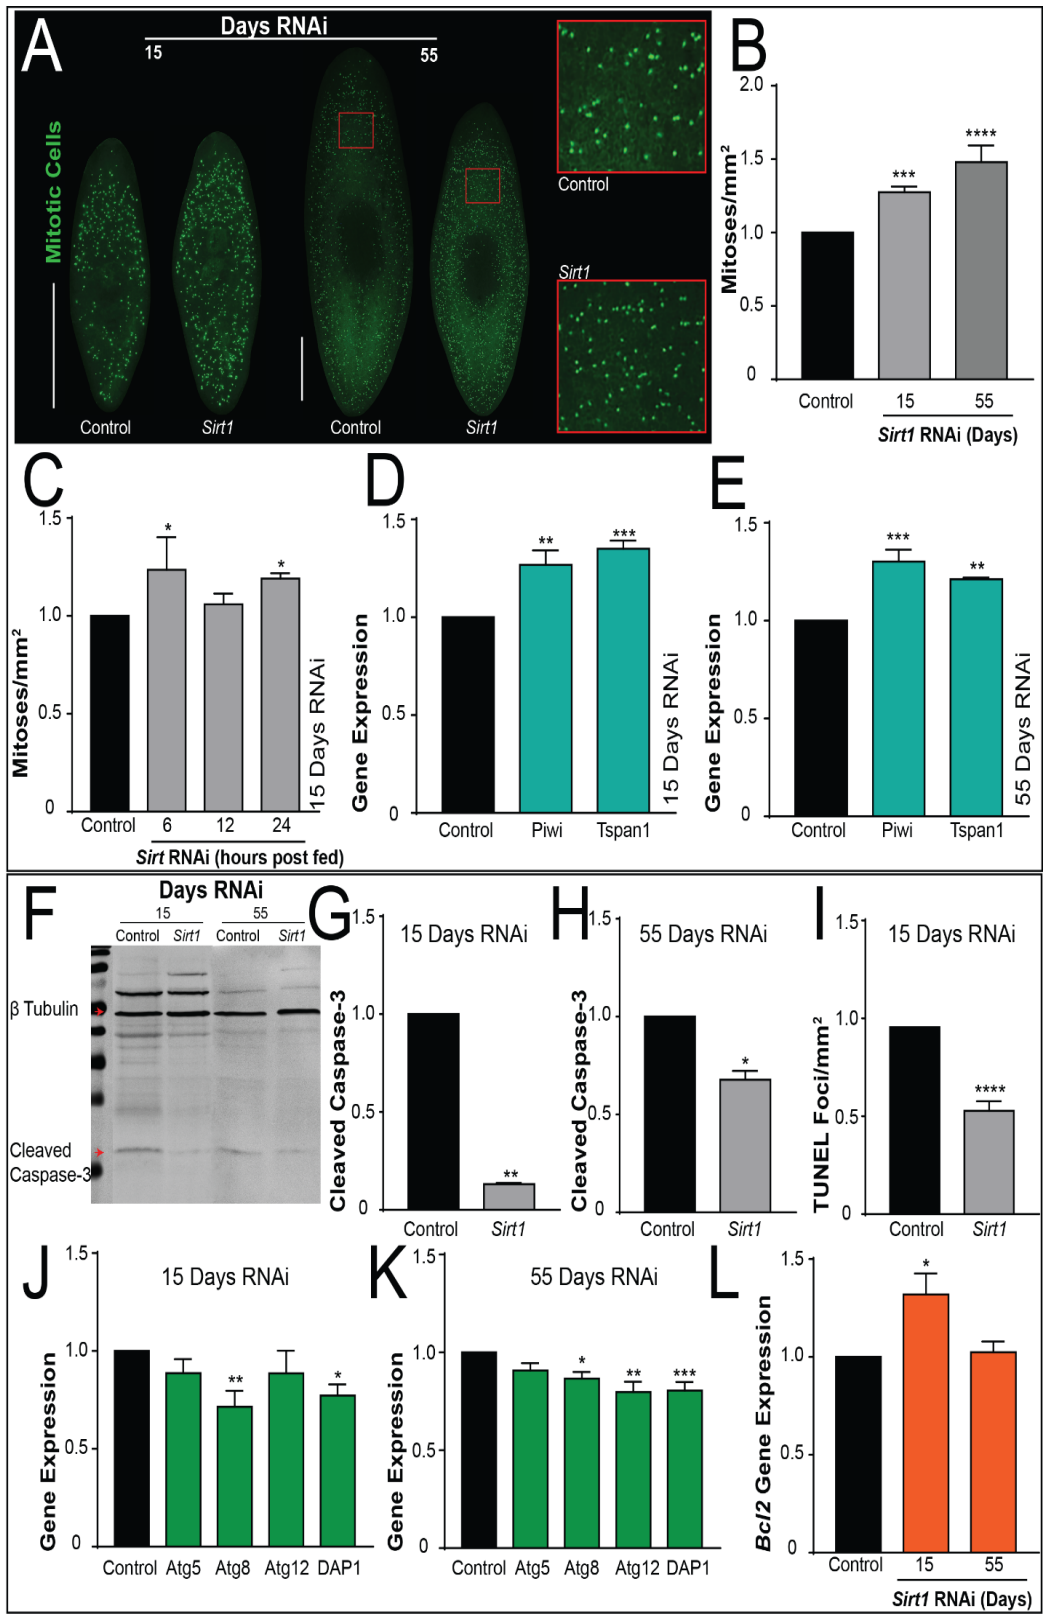 A
Days RNAi
15
55
Mitotic Cells
Control
Sirt1
Control
Sirt1
Control
Sirt1
B
Mitoses/mm²
2.0
1.5
1.0
0.5
0
***
****
Control
15
55
Sirt1 RNAi (Days)
C
Mitoses/mm²
1.5
1.0
0.5
0
*
*
Control
6
12
24
Sirt RNAi (hours post fed)
15 Days RNAi
D
Gene Expression
1.5
1.0
0.5
0
**
***
Control
Piwi
Tspan1
15 Days RNAi
E
Gene Expression
1.5
1.0
0.5
0
***
**
Control
Piwi
Tspan1
55 Days RNAi
F
Days RNAi
15
55
Control
Sirt1
Control
Sirt1
β Tubulin
Cleaved
Caspase-3
G
15 Days RNAi
Cleaved Caspase-3
1.5
1.0
0.5
0
**
Control
Sirt1
H
55 Days RNAi
Cleaved Caspase-3
1.5
1.0
0.5
0
*
Control
Sirt1
I
15 Days RNAi
TUNEL Foci/mm²
1.5
1.0
0.5
0
****
Control
Sirt1
J
15 Days RNAi
Gene Expression
1.5
1.0
0.5
0
**
*
Control
Atg5
Atg8
Atg12
DAP1
K
55 Days RNAi
Gene Expression
1.5
1.0
0.5
0
*
**
***
Control
Atg5
Atg8
Atg12
DAP1
L
Bcl2 Gene Expression
1.5
1.0
0.5
0
*
Control
15
55
Sirt1 RNAi (Days)